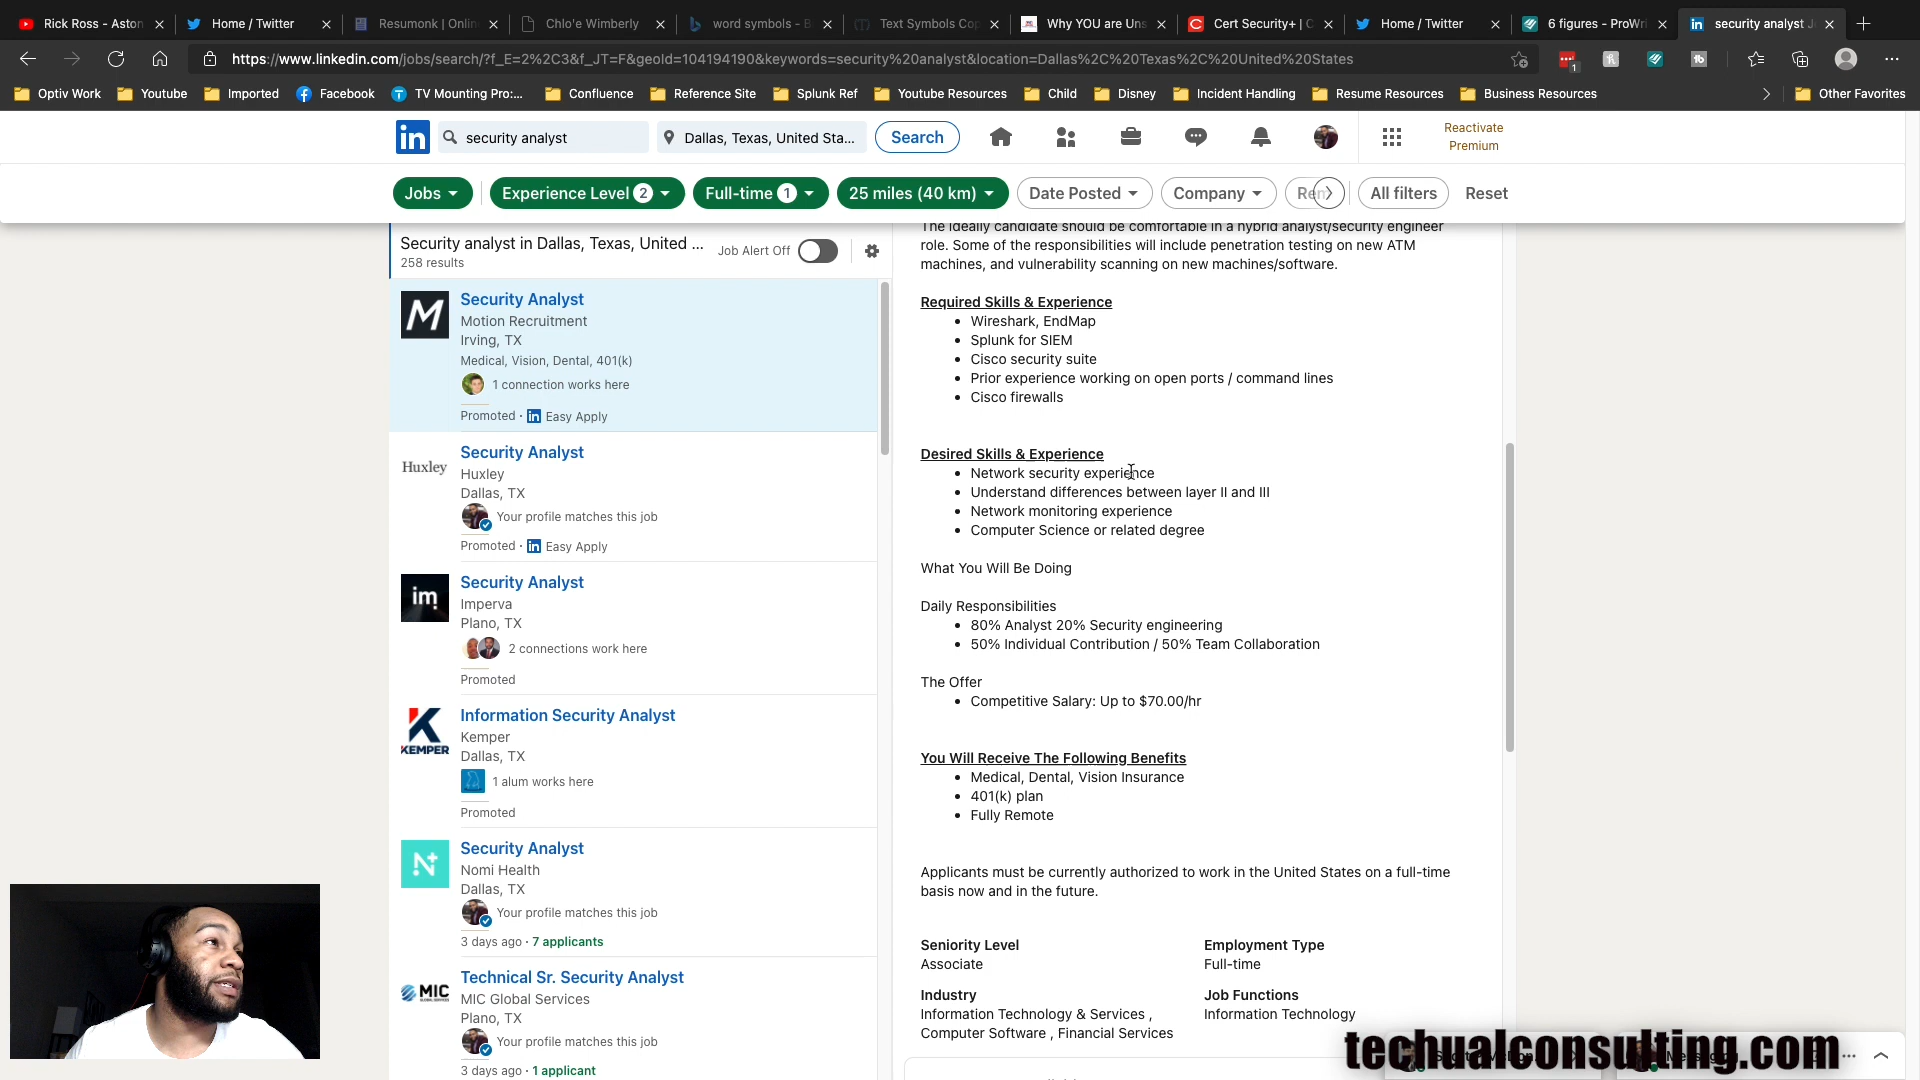 Rick Ross - Aston
Home / Twitter
Resumonk | Onlin
Chlo'e Wimberly
word symbols - B
Text Symbols Cop
Why YOU are Uns
Cert Security+ | C
Home / Twitter
6 figures - ProWri
security analyst J
https://www.linkedin.com/jobs/search/?f_E=2%2C3&f_JT=F&geoId=104194190&keywords=security%20analyst&location=Dallas%2C%20Texas%2C%20United%20States
1
Optiv Work
Youtube
Imported
Facebook
TV Mounting Pro:...
Confluence
Reference Site
Splunk Ref
Youtube Resources
Child
Disney
Incident Handling
Resume Resources
Business Resources
Other Favorites
in
security analyst
Dallas, Texas, United Sta...
Search
Reactivate
Premium
Jobs
Experience Level 2
Full-time 1
25 miles (40 km)
Date Posted
Company
All filters
Reset
Security analyst in Dallas, Texas, United ...
258 results
Job Alert Off
Security Analyst
Motion Recruitment
Irving, TX
Medical, Vision, Dental, 401(k)
1 connection works here
Promoted · in Easy Apply
Huxley
Security Analyst
Huxley
Dallas, TX
Your profile matches this job
Promoted · in Easy Apply
im
Security Analyst
Imperva
Plano, TX
2 connections work here
Promoted
KEMPER
Information Security Analyst
Kemper
Dallas, TX
1 alum works here
Promoted
N+
Security Analyst
Nomi Health
Dallas, TX
Your profile matches this job
3 days ago · 7 applicants
MIC
Technical Sr. Security Analyst
MIC Global Services
Plano, TX
Your profile matches this job
3 days ago · 1 applicant
The ideally candidate should be comfortable in a hybrid analyst/security engineer
role. Some of the responsibilities will include penetration testing on new ATM
machines, and vulnerability scanning on new machines/software.
Required Skills & Experience
• Wireshark, EndMap
• Splunk for SIEM
• Cisco security suite
• Prior experience working on open ports / command lines
• Cisco firewalls
Desired Skills & Experience
• Network security experience
• Understand differences between layer II and III
• Network monitoring experience
• Computer Science or related degree
What You Will Be Doing
Daily Responsibilities
• 80% Analyst 20% Security engineering
• 50% Individual Contribution / 50% Team Collaboration
The Offer
• Competitive Salary: Up to $70.00/hr
You Will Receive The Following Benefits
• Medical, Dental, Vision Insurance
• 401(k) plan
• Fully Remote
Applicants must be currently authorized to work in the United States on a full-time
basis now and in the future.
Seniority Level
Associate
Employment Type
Full-time
Industry
Information Technology & Services ,
Computer Software , Financial Services
Job Functions
Information Technology
techualconsulting.com